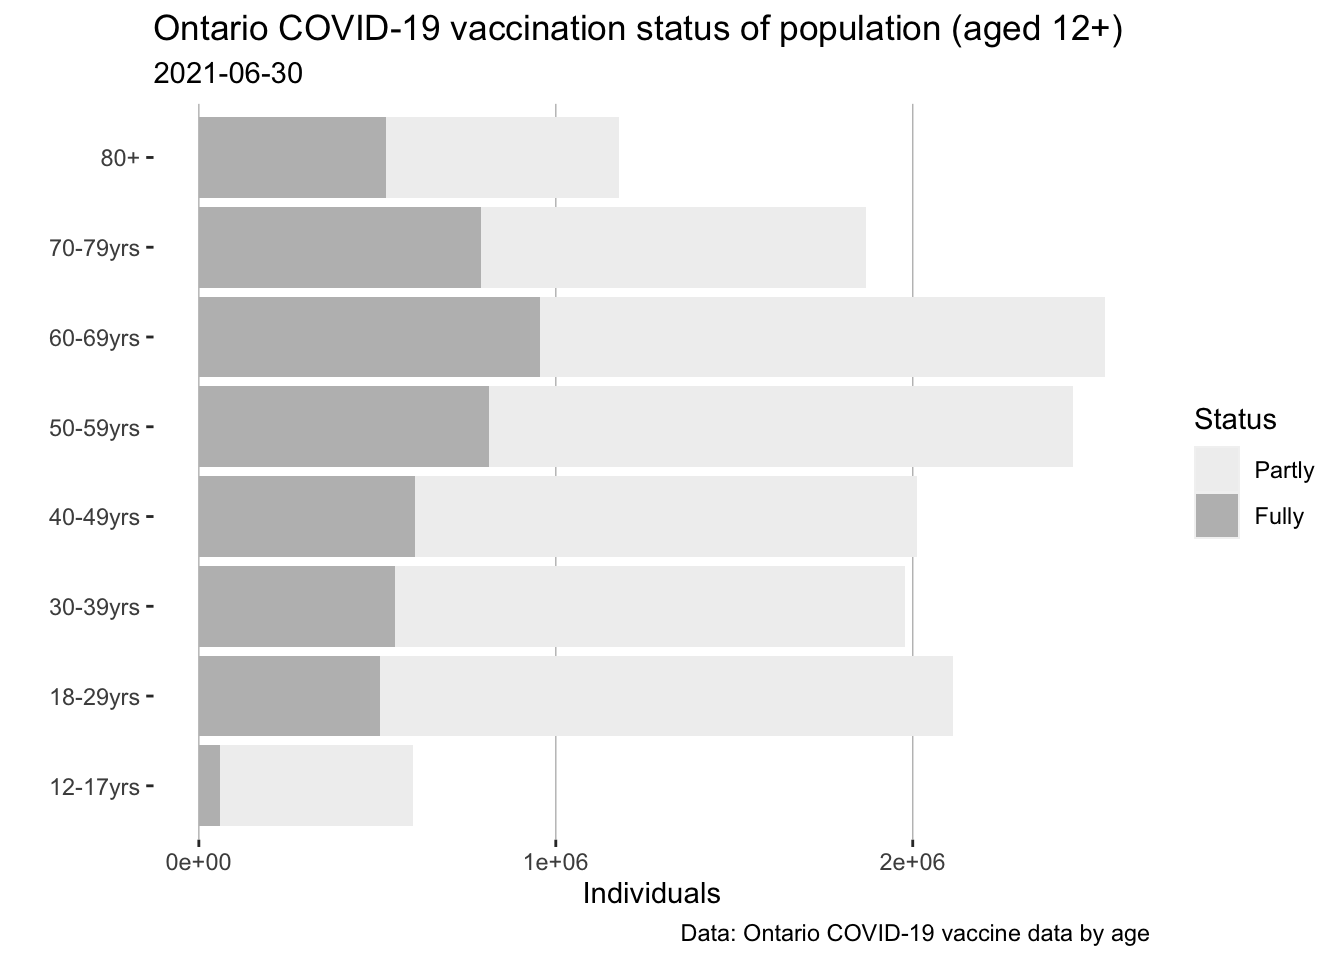 Ontario COVID-19 vaccination status of population (aged 12+)
2021-06-30
80+
70-79yrs
60-69yrs
50-59yrs
40-49yrs
30-39yrs
18-29yrs
12-17yrs
0e+00 1e+06 2e+06
Individuals
Status
Partly
Fully
Data: Ontario COVID-19 vaccine data by age